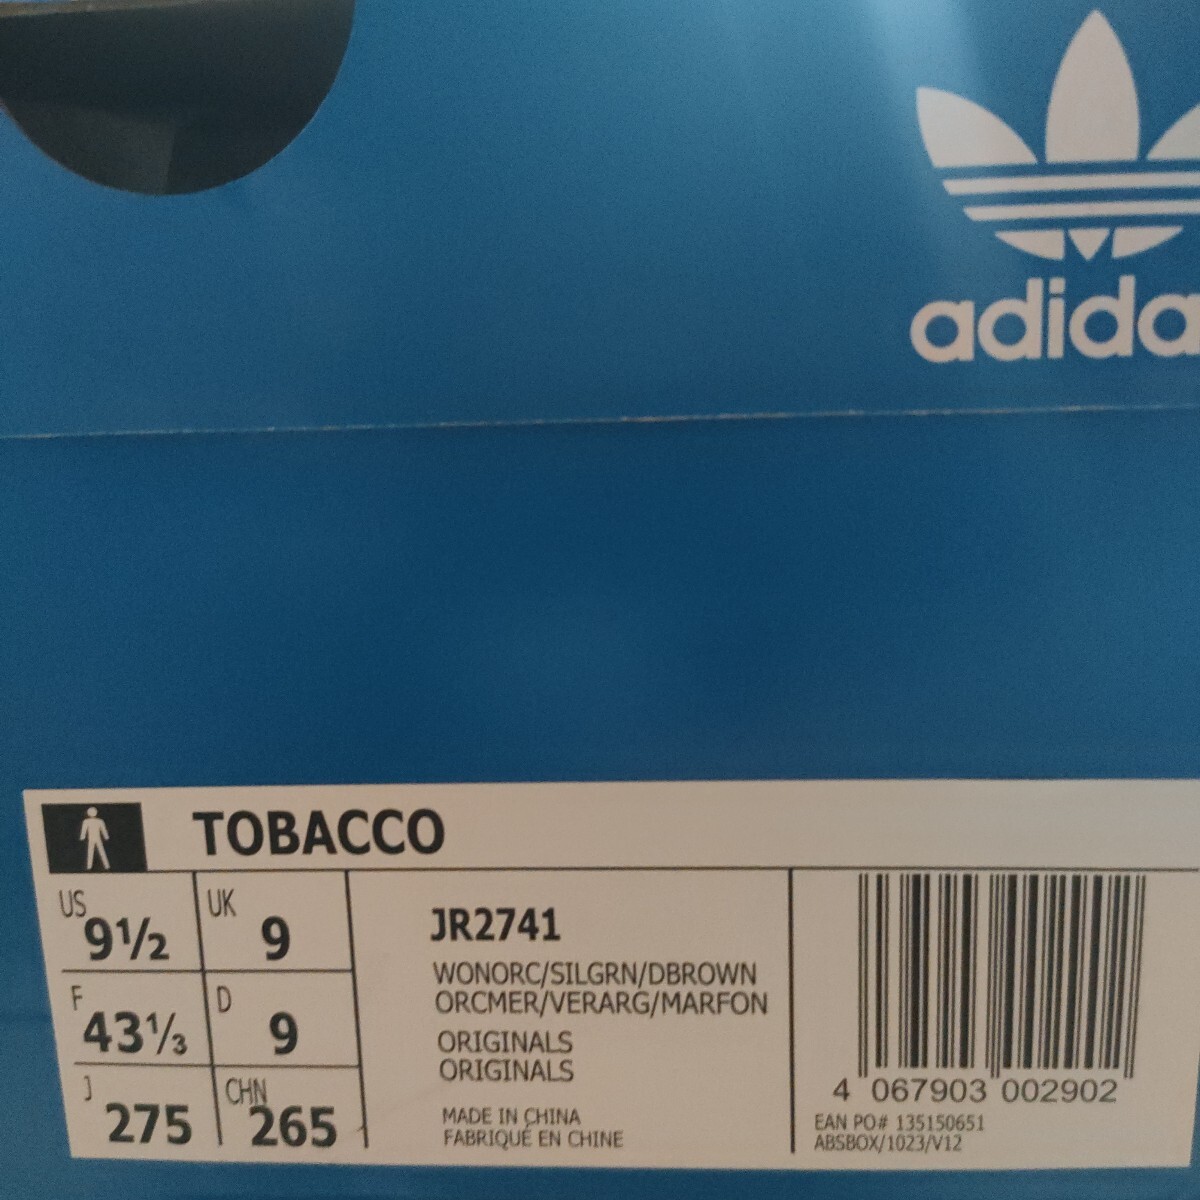 adida
TOBACCO
US 9½
UK 9
F 43⅓
D 9
J 275
CHN 265
JR2741
WONORC/SILGRN/DBROWN
ORCMER/VERARG/MARFON
ORIGINALS
ORIGINALS
MADE IN CHINA
FABRIQUÉ EN CHINE
4 067903 002902
EAN PO# 135150651
ABSBOX/1023/V12